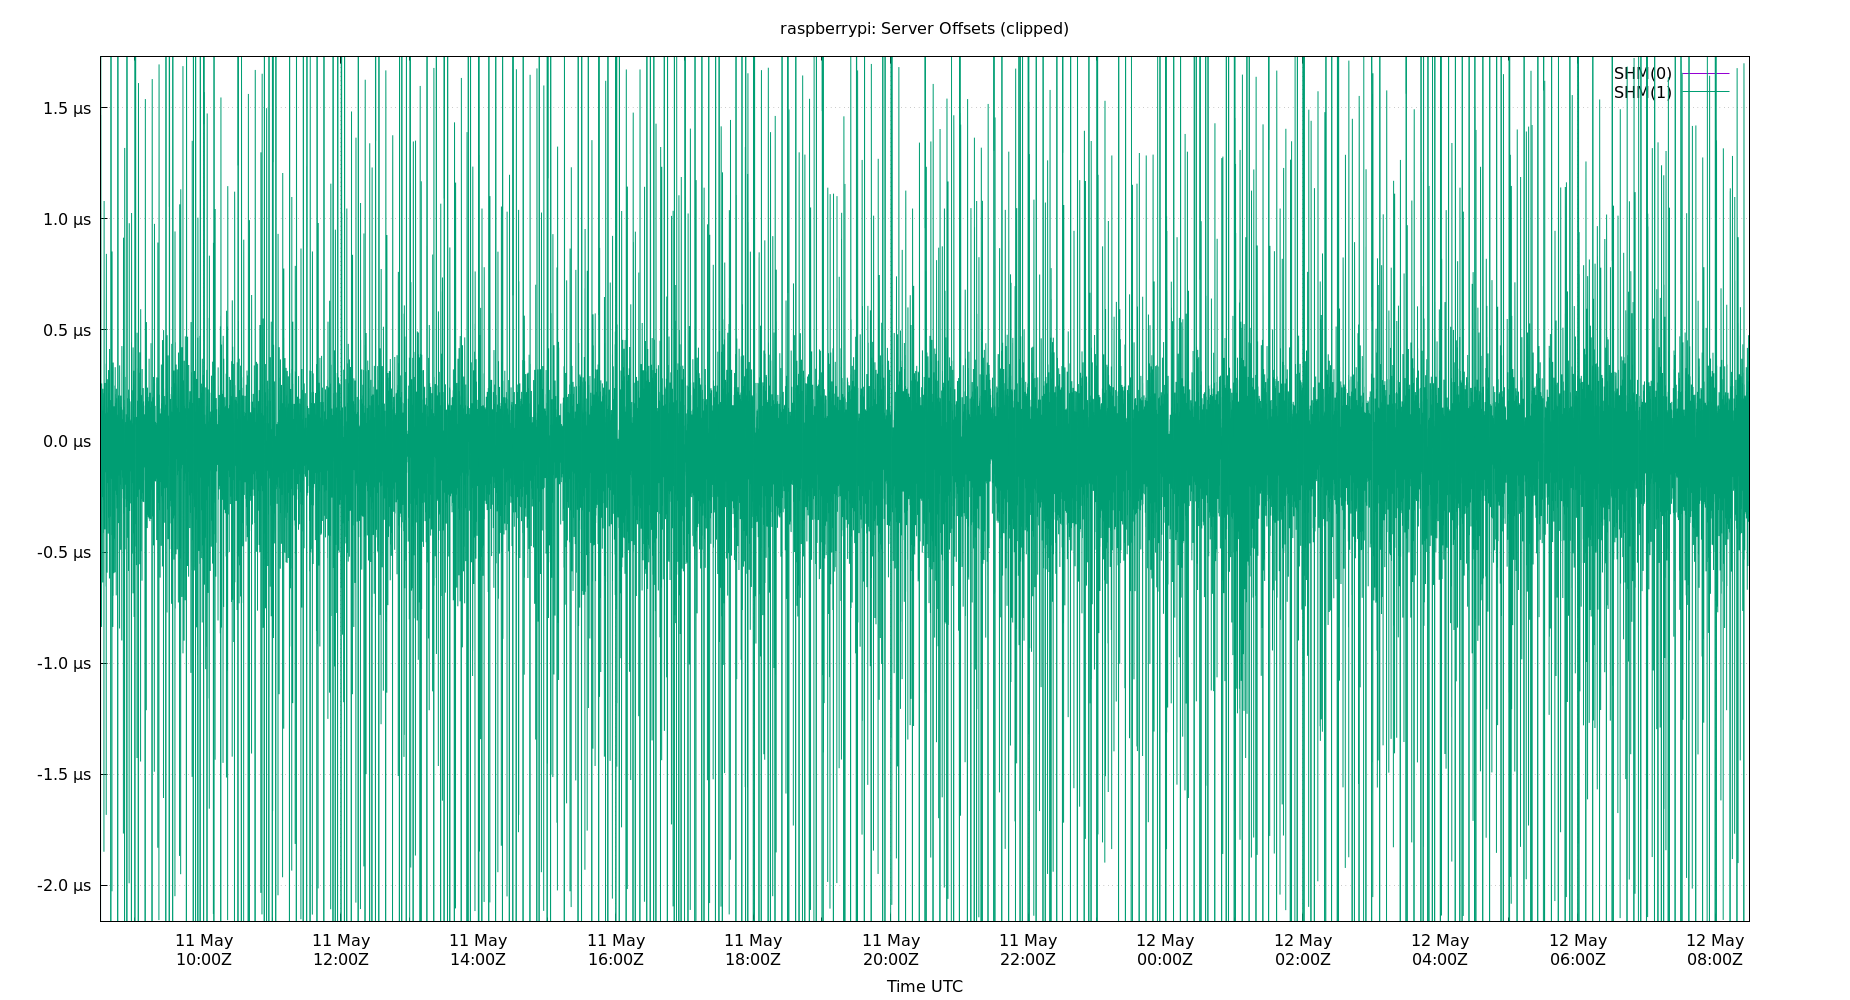 raspberrypi: Server Offsets (clipped)
SHM(0)
SHM(1)
1.5 µs
1.0 µs
0.5 µs
0.0 µs
-0.5 µs
-1.0 µs
-1.5 µs
-2.0 µs
11 May 11 May 11 May 11 May 11 May 11 May 11 May 12 May 12 May 12 May 12 May 12 May
10:00Z 12:00Z 14:00Z 16:00Z 18:00Z 20:00Z 22:00Z 00:00Z 02:00Z 04:00Z 06:00Z 08:00Z
Time UTC